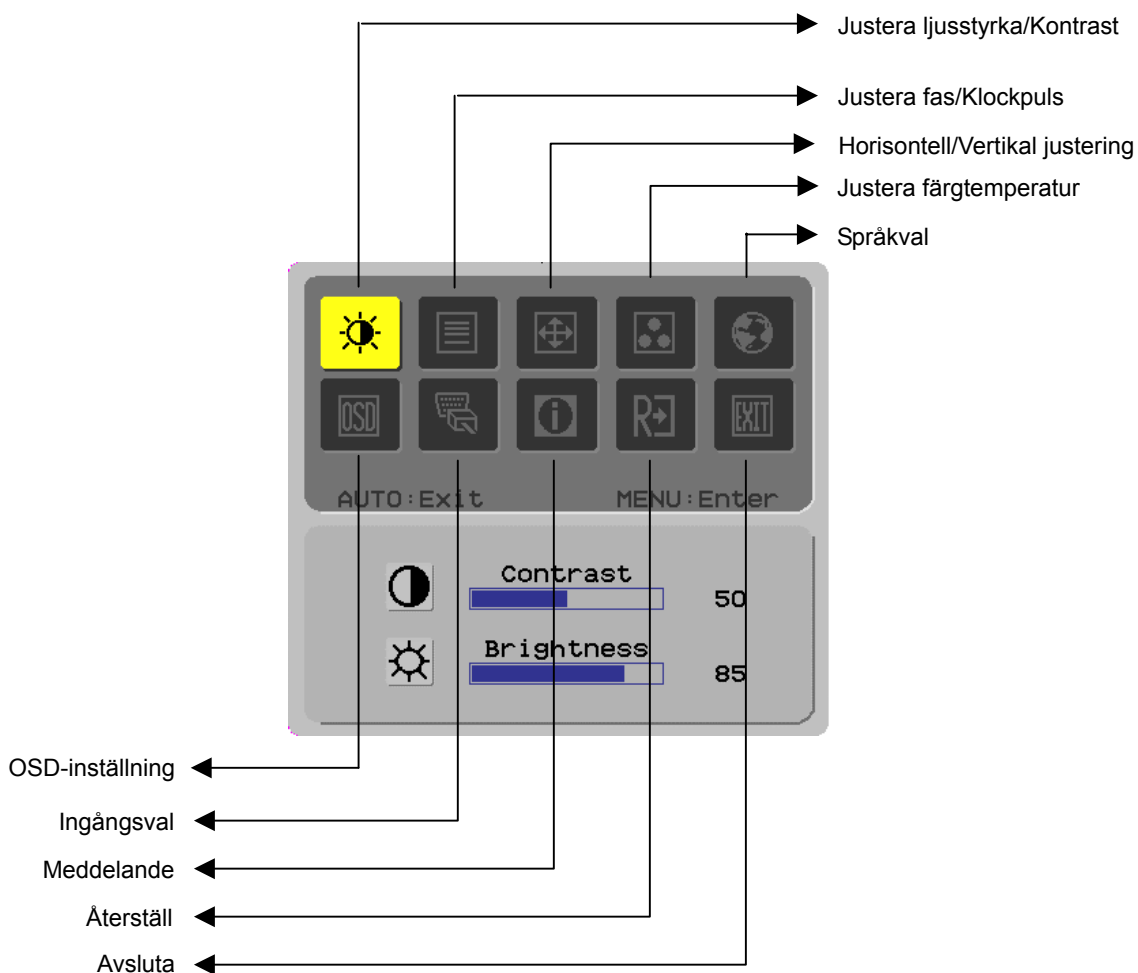 Justera ljusstyrka/Kontrast
Justera fas/Klockpuls
Horisontell/Vertikal justering
Justera färgtemperatur
Språkval
OSD
i
R
EXIT
AUTO:Exit
MENU:Enter
Contrast
50
Brightness
85
OSD-inställning
Ingångsval
Meddelande
Återställ
Avsluta